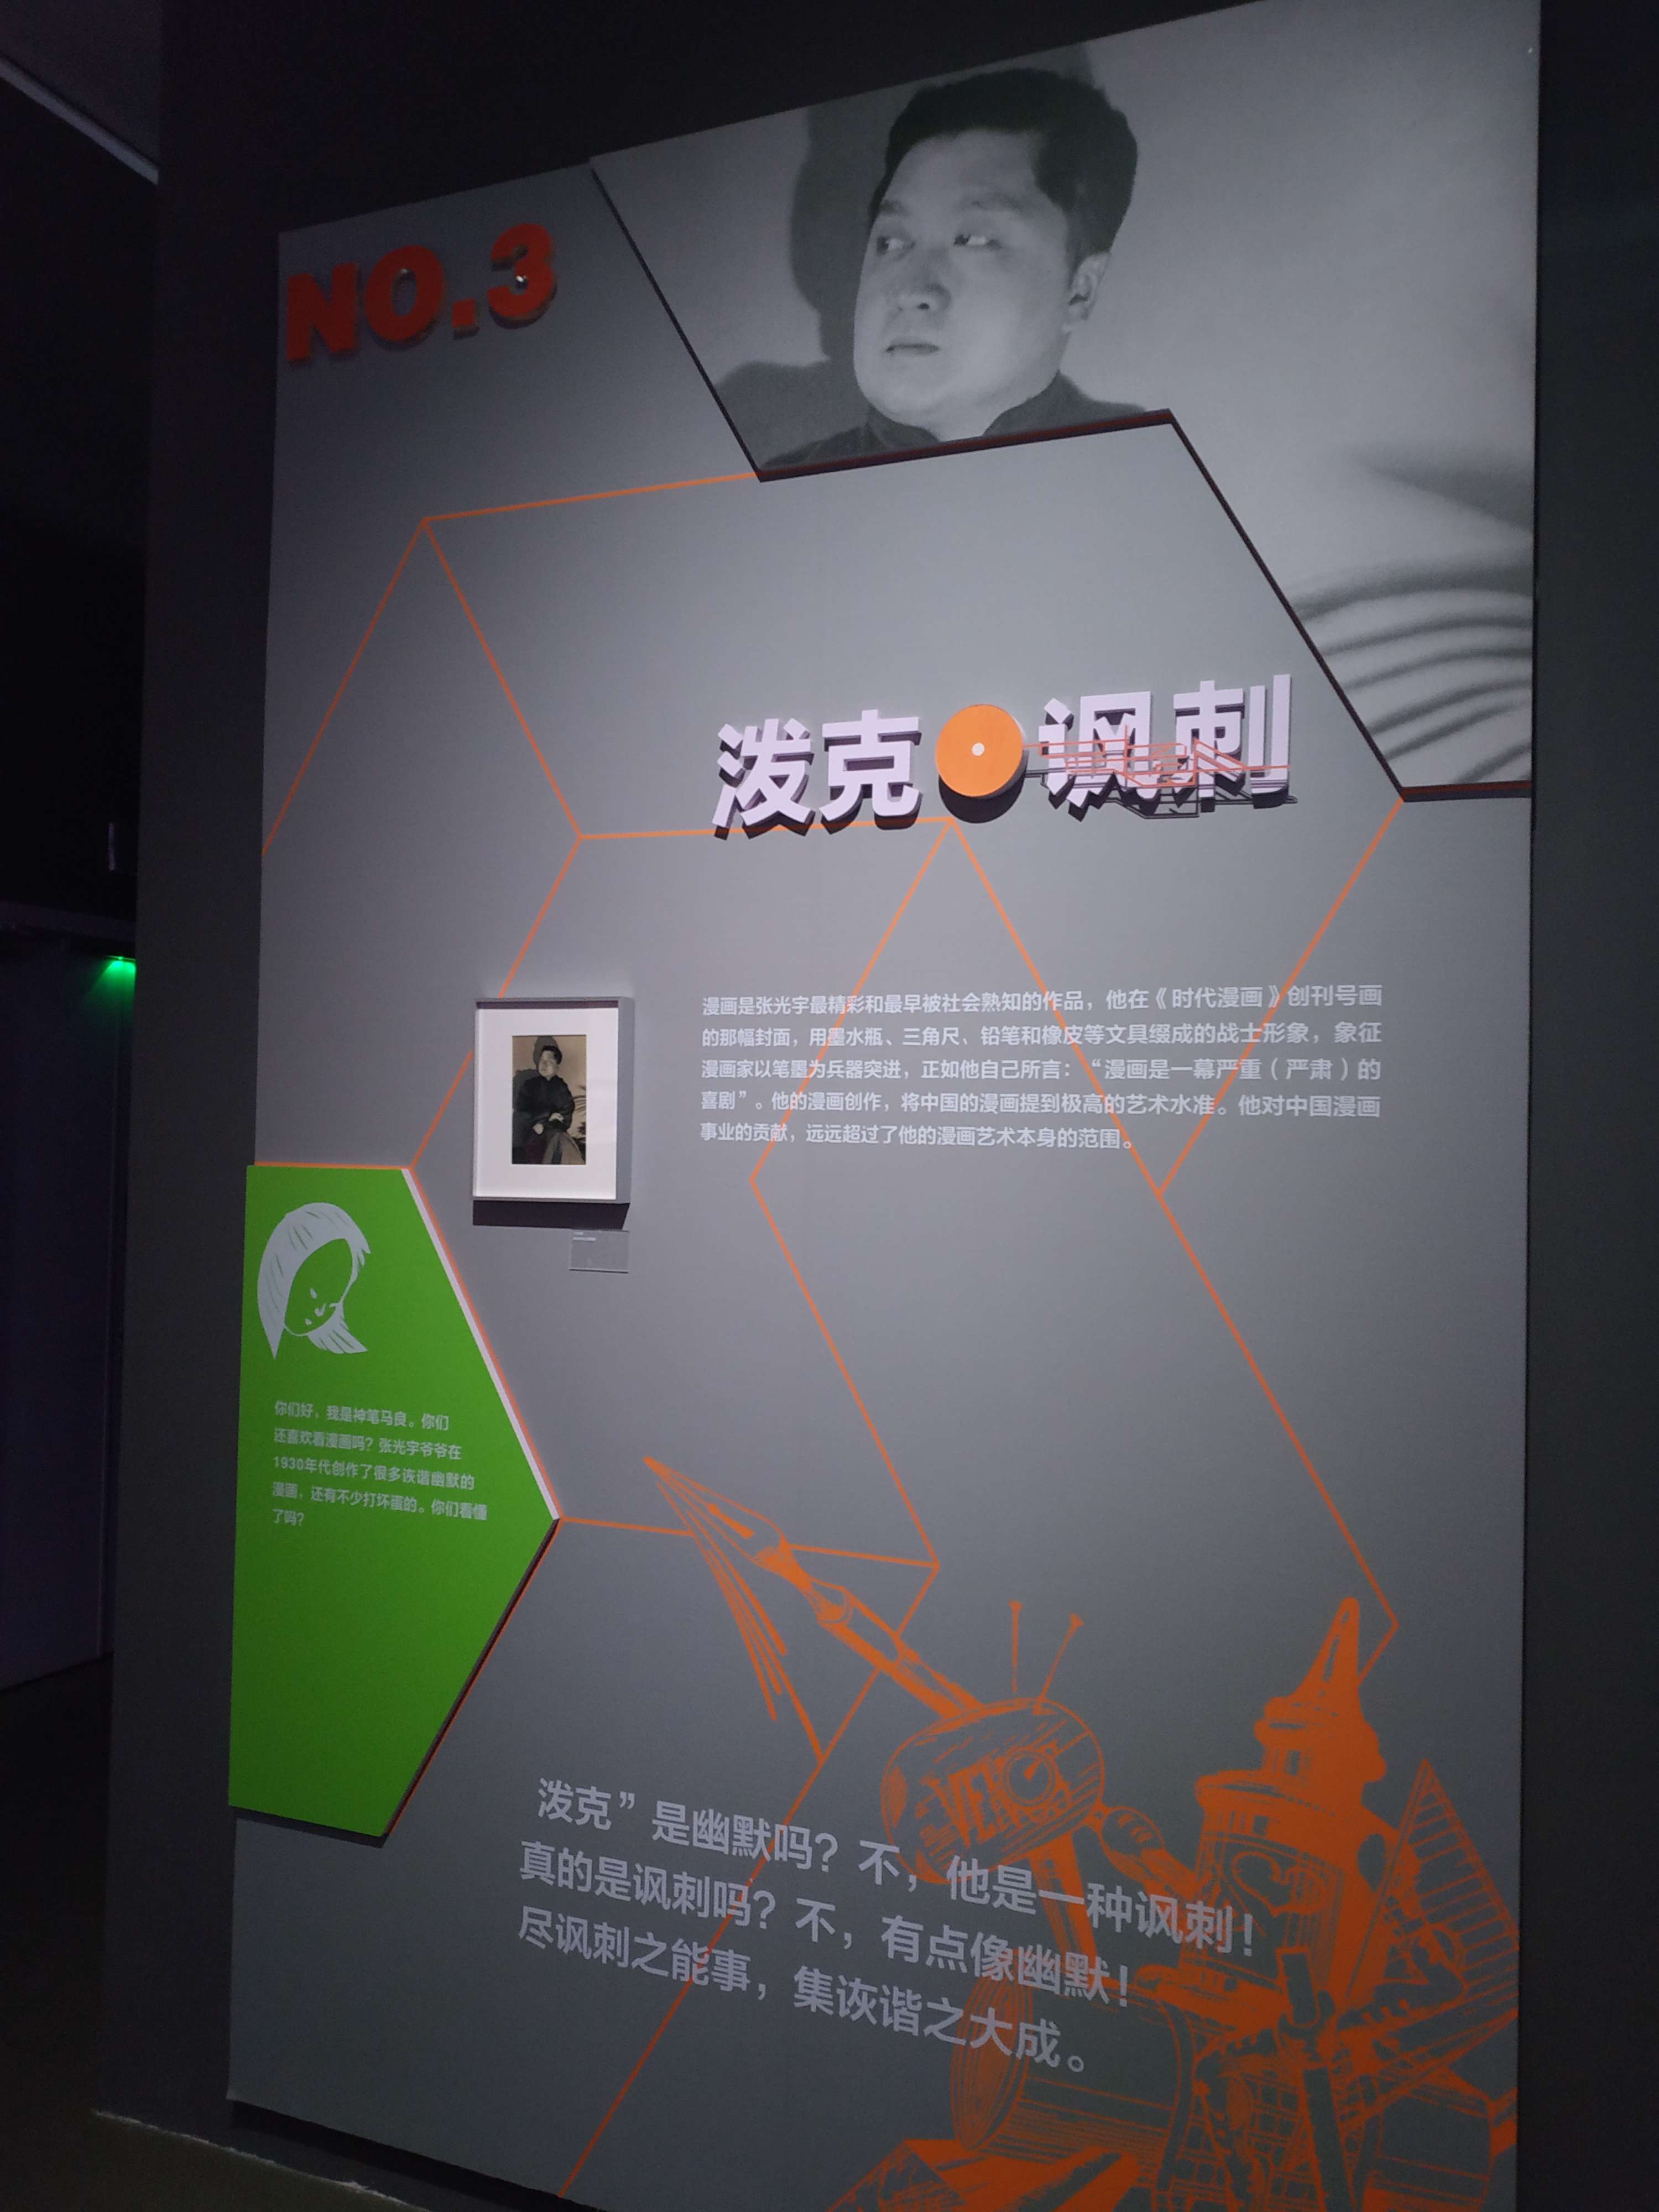 NO.3
泼克 讽刺
漫画是张光宇最精彩和最早被社会熟知的作品，他在《时代漫画》创刊号画
的那幅封面，用墨水瓶、三角尺、铅笔和橡皮等文具缀成的战士形象，象征
漫画家以笔墨为兵器突进，正如他自己所言：“漫画是一幕严重（严肃）的
喜剧”。他的漫画创作，将中国的漫画提到极高的艺术水准。他对中国漫画
事业的贡献，远远超过了他的漫画艺术本身的范围。
你们好，我是神笔马良。你们
还喜欢看漫画吗？张光宇爷爷在
1930年代创作了很多诙谐幽默的
漫画，还有不少打坏蛋的。你们看懂
了吗？
泼克”是幽默吗？不，他是一种讽刺！
真的是讽刺吗？不，有点像幽默！
尽讽刺之能事，集诙谐之大成。